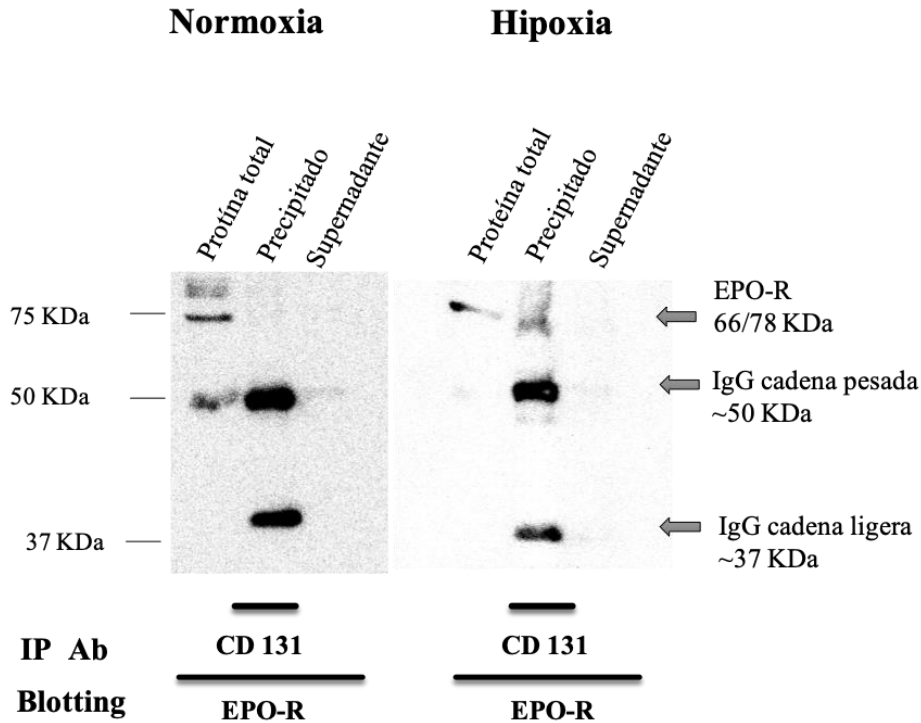 Normoxia
Hipoxia
Protína total
Precipitado
Supernadante
Proteína total
Precipitado
Supernadante
75 KDa
50 KDa
37 KDa
EPO-R
66/78 KDa
IgG cadena pesada
~50 KDa
IgG cadena ligera
~37 KDa
IP Ab
CD 131
CD 131
Blotting
EPO-R
EPO-R